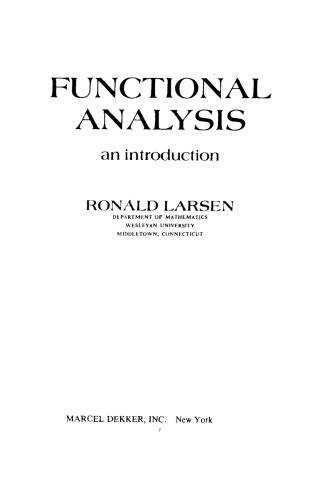 FUNCTIONAL
ANALYSIS
an introduction
RONALD LARSEN
DEPARTMENT OF MATHEMATICS
WESLEYAN UNIVERSITY
MIDDLETOWN, CONNECTICUT
MARCEL DEKKER, INC. New York